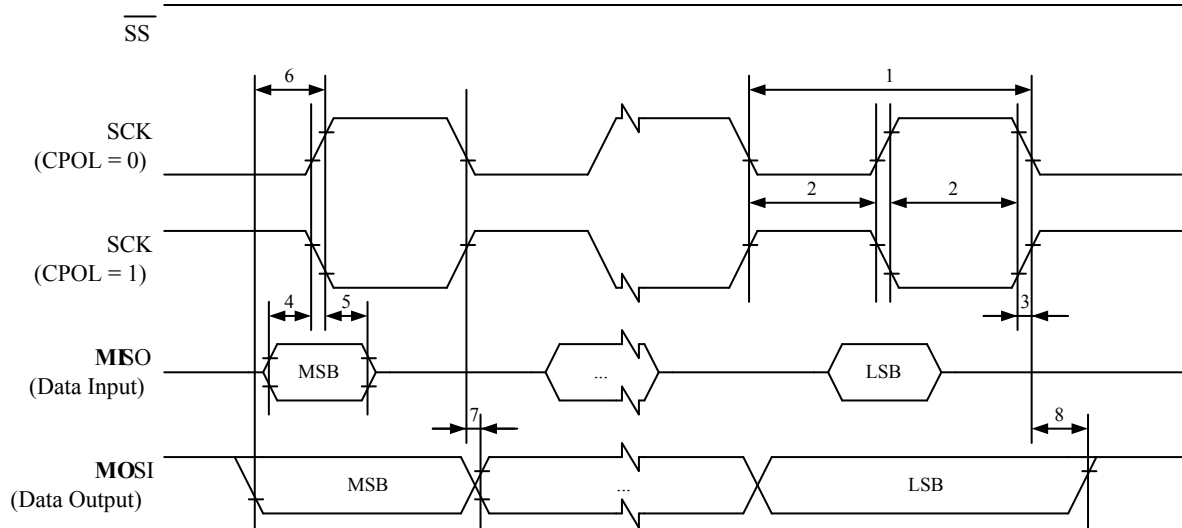 SS
6
1
SCK
(CPOL = 0)
2
2
SCK
(CPOL = 1)
4
5
3
MISO
(Data Input)
MSB
...
LSB
7
8
MOSI
(Data Output)
MSB
...
LSB